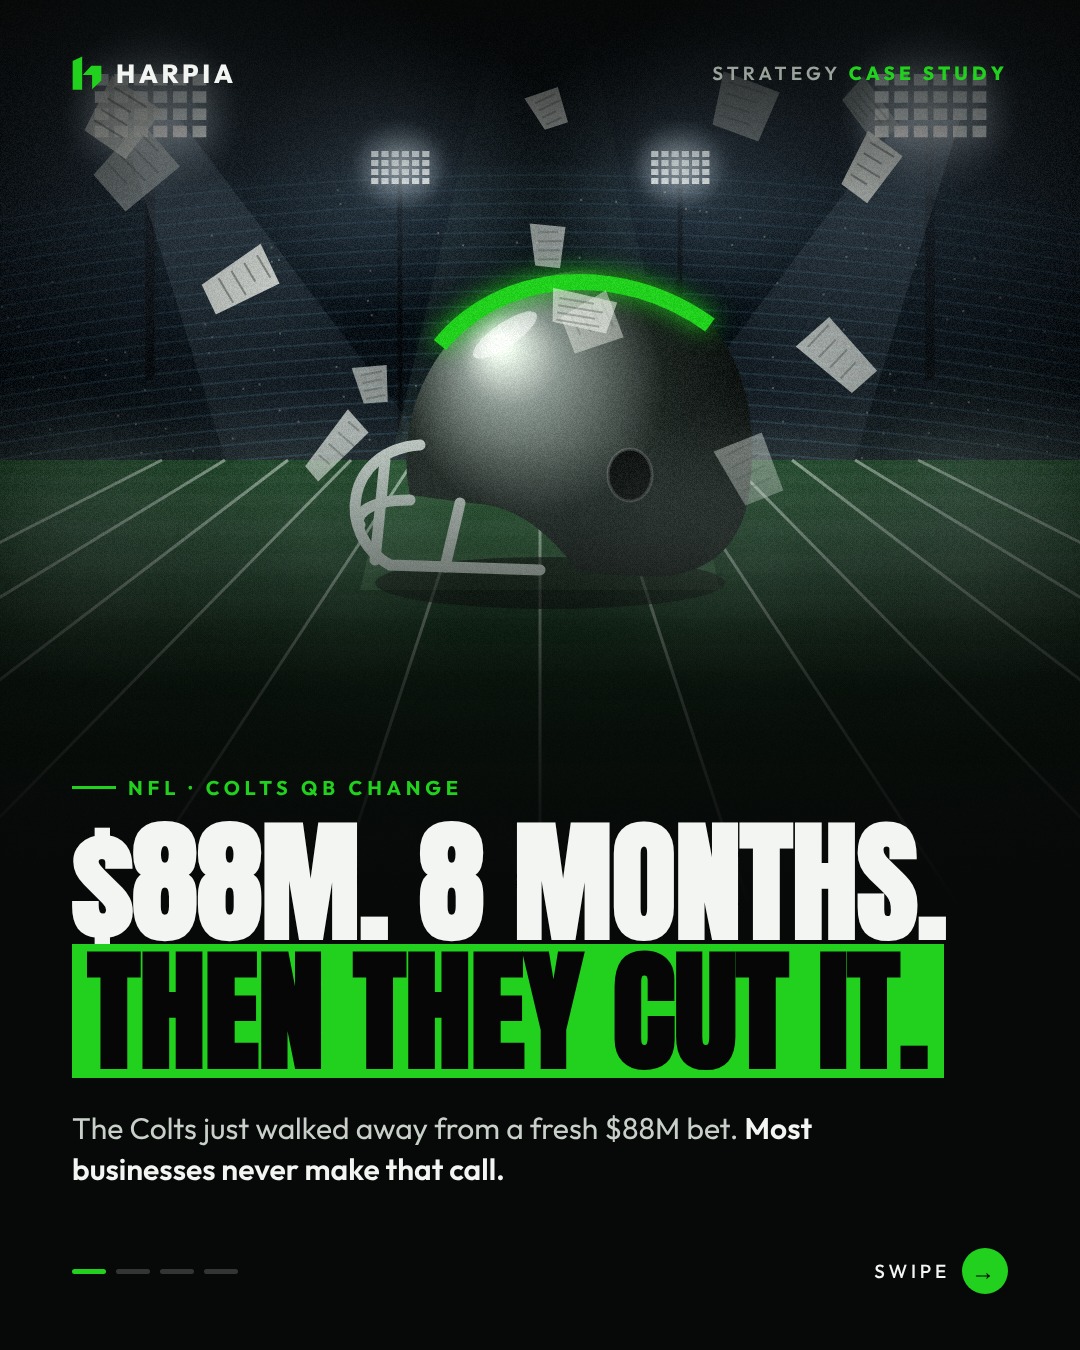 HARPIA
STRATEGY CASE STUDY
NFL · COLTS QB CHANGE
$88M. 8 MONTHS.
THEN THEY CUT IT.
The Colts just walked away from a fresh $88M bet. Most
businesses never make that call.
SWIPE →